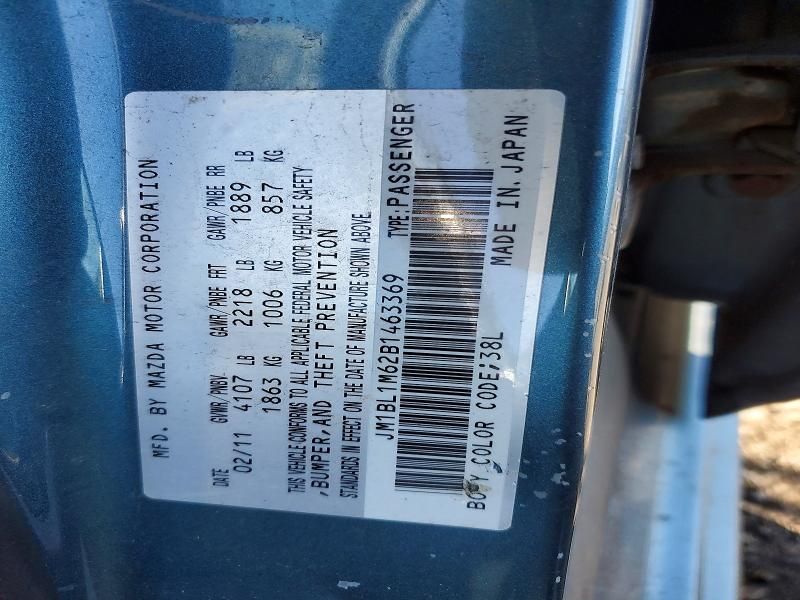 MFD. BY MAZDA MOTOR CORPORATION
DATE GWMR/PNBV GAWR/PNBE FRT GAWR/PNBE RR
02/11 4107 LB 2218 LB 1889 LB
1863 KG 1006 KG 857 KG
THIS VEHICLE CONFORMS TO ALL APPLICABLE FEDERAL MOTOR VEHICLE SAFETY
,BUMPER,AND THEFT PREVENTION
STANDARDS IN EFFECT ON THE DATE OF MANUFACTURE SHOWN ABOVE.
JM1BL1M62B1463369 TYPE:PASSENGER
BODY COLOR CODE;38L MADE IN JAPAN